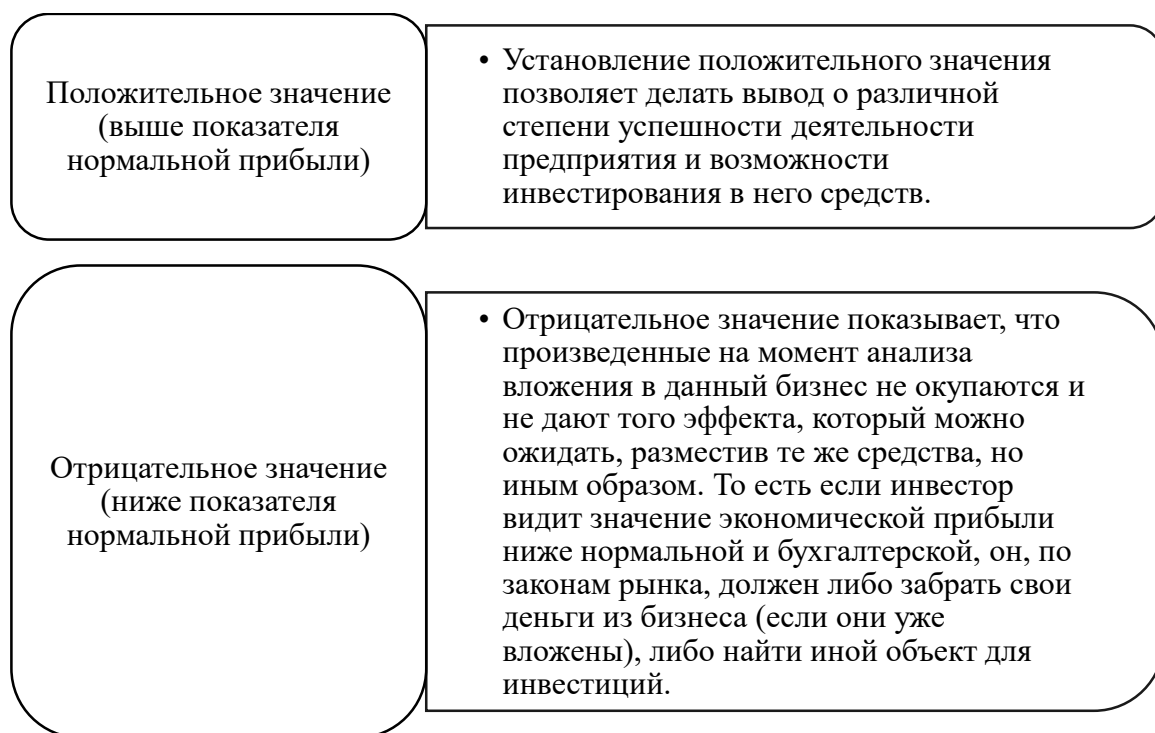 Положительное значение
(выше показателя
нормальной прибыли)
• Установление положительного значения
позволяет делать вывод о различной
степени успешности деятельности
предприятия и возможности
инвестирования в него средств.
Отрицательное значение
(ниже показателя
нормальной прибыли)
• Отрицательное значение показывает, что
произведенные на момент анализа
вложения в данный бизнес не окупаются и
не дают того эффекта, который можно
ожидать, разместив те же средства, но
иным образом. То есть если инвестор
видит значение экономической прибыли
ниже нормальной и бухгалтерской, он, по
законам рынка, должен либо забрать свои
деньги из бизнеса (если они уже
вложены), либо найти иной объект для
инвестиций.